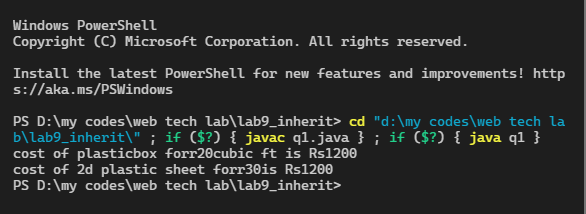 Windows PowerShell
Copyright (C) Microsoft Corporation. All rights reserved.
Install the latest PowerShell for new features and improvements! http
s://aka.ms/PSWindows
PS D:\my codes\web tech lab\lab9_inherit> cd "d:\my codes\web tech la
b\lab9_inherit\" ; if ($?) { javac q1.java } ; if ($?) { java q1 }
cost of plasticbox forr20cubic ft is Rs1200
cost of 2d plastic sheet forr30is Rs1200
PS D:\my codes\web tech lab\lab9_inherit>